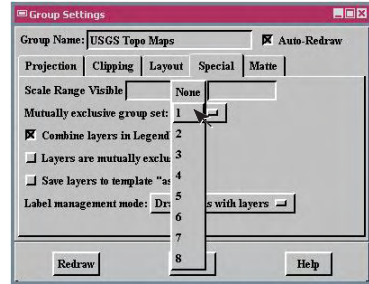 Group Settings
Group Name: USGS Topo Maps Auto-Redraw
Projection Clipping Layout Special Matte
Scale Range Visible None
Mutually exclusive group set: 1
Combine layers in Legend 2
Layers are mutually exclu 3
Save layers to template "as 4
Label management mode: Dra s with layers 5
6
7
Redraw Help
8